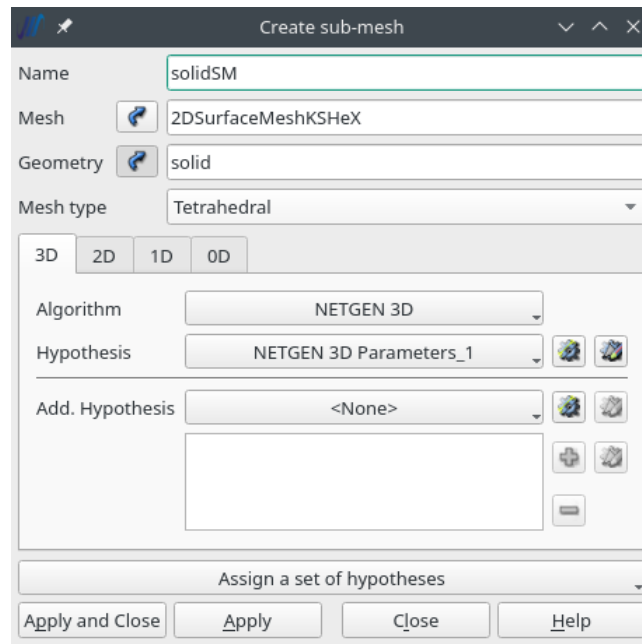 Create sub-mesh
Name solidSM
Mesh 2DSurfaceMeshKSHeX
Geometry solid
Mesh type Tetrahedral
3D 2D 1D 0D
Algorithm NETGEN 3D
Hypothesis NETGEN 3D Parameters_1
Add. Hypothesis <None>
Assign a set of hypotheses
Apply and Close Apply Close Help